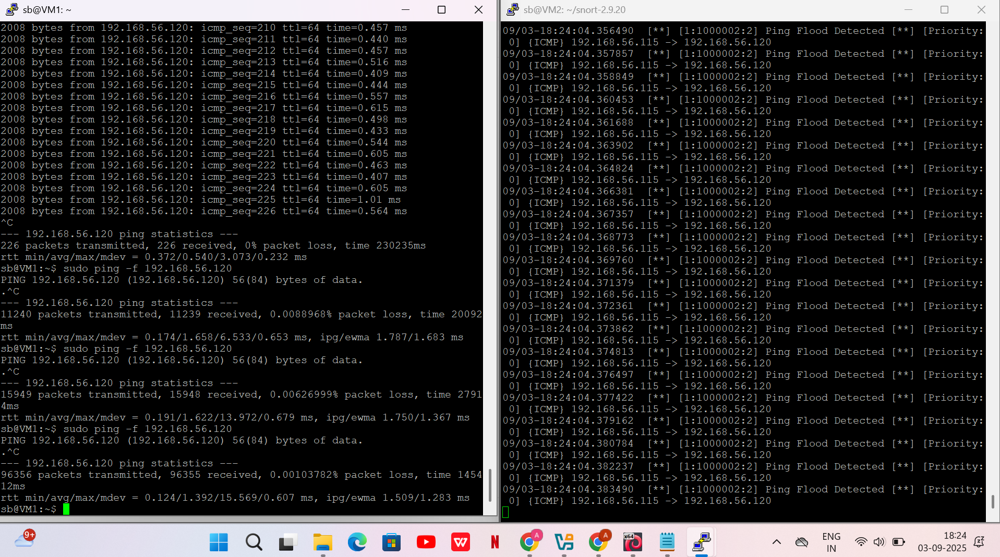 sb@VM1: ~
2008 bytes from 192.168.56.120: icmp_seq=210 ttl=64 time=0.457 ms
2008 bytes from 192.168.56.120: icmp_seq=211 ttl=64 time=0.440 ms
2008 bytes from 192.168.56.120: icmp_seq=212 ttl=64 time=0.457 ms
2008 bytes from 192.168.56.120: icmp_seq=213 ttl=64 time=0.516 ms
2008 bytes from 192.168.56.120: icmp_seq=214 ttl=64 time=0.409 ms
2008 bytes from 192.168.56.120: icmp_seq=215 ttl=64 time=0.444 ms
2008 bytes from 192.168.56.120: icmp_seq=216 ttl=64 time=0.557 ms
2008 bytes from 192.168.56.120: icmp_seq=217 ttl=64 time=0.615 ms
2008 bytes from 192.168.56.120: icmp_seq=218 ttl=64 time=0.498 ms
2008 bytes from 192.168.56.120: icmp_seq=219 ttl=64 time=0.433 ms
2008 bytes from 192.168.56.120: icmp_seq=220 ttl=64 time=0.544 ms
2008 bytes from 192.168.56.120: icmp_seq=221 ttl=64 time=0.605 ms
2008 bytes from 192.168.56.120: icmp_seq=222 ttl=64 time=0.463 ms
2008 bytes from 192.168.56.120: icmp_seq=223 ttl=64 time=0.407 ms
2008 bytes from 192.168.56.120: icmp_seq=224 ttl=64 time=0.605 ms
2008 bytes from 192.168.56.120: icmp_seq=225 ttl=64 time=1.01 ms
2008 bytes from 192.168.56.120: icmp_seq=226 ttl=64 time=0.564 ms
^C
--- 192.168.56.120 ping statistics ---
226 packets transmitted, 226 received, 0% packet loss, time 230235ms
rtt min/avg/max/mdev = 0.372/0.540/3.073/0.232 ms
sb@VM1:~$ sudo ping -f 192.168.56.120
PING 192.168.56.120 (192.168.56.120) 56(84) bytes of data.
.^C
--- 192.168.56.120 ping statistics ---
11240 packets transmitted, 11239 received, 0.0088968% packet loss, time 20092
ms
rtt min/avg/max/mdev = 0.174/1.658/6.533/0.653 ms, ipg/ewma 1.787/1.683 ms
sb@VM1:~$ sudo ping -f 192.168.56.120
PING 192.168.56.120 (192.168.56.120) 56(84) bytes of data.
.^C
--- 192.168.56.120 ping statistics ---
15949 packets transmitted, 15948 received, 0.00626999% packet loss, time 2791
4ms
rtt min/avg/max/mdev = 0.191/1.622/13.972/0.679 ms, ipg/ewma 1.750/1.367 ms
sb@VM1:~$ sudo ping -f 192.168.56.120
PING 192.168.56.120 (192.168.56.120) 56(84) bytes of data.
.^C
--- 192.168.56.120 ping statistics ---
96356 packets transmitted, 96355 received, 0.00103782% packet loss, time 1454
12ms
rtt min/avg/max/mdev = 0.124/1.392/15.569/0.607 ms, ipg/ewma 1.509/1.283 ms
sb@VM1:~$
sb@VM2: ~/snort-2.9.20
09/03-18:24:04.356490  [**] [1:1000002:2] Ping Flood Detected [**] [Priority:
 0] {ICMP} 192.168.56.115 -> 192.168.56.120
09/03-18:24:04.357857  [**] [1:1000002:2] Ping Flood Detected [**] [Priority:
 0] {ICMP} 192.168.56.115 -> 192.168.56.120
09/03-18:24:04.358849  [**] [1:1000002:2] Ping Flood Detected [**] [Priority:
 0] {ICMP} 192.168.56.115 -> 192.168.56.120
09/03-18:24:04.360453  [**] [1:1000002:2] Ping Flood Detected [**] [Priority:
 0] {ICMP} 192.168.56.115 -> 192.168.56.120
09/03-18:24:04.361688  [**] [1:1000002:2] Ping Flood Detected [**] [Priority:
 0] {ICMP} 192.168.56.115 -> 192.168.56.120
09/03-18:24:04.363902  [**] [1:1000002:2] Ping Flood Detected [**] [Priority:
 0] {ICMP} 192.168.56.115 -> 192.168.56.120
09/03-18:24:04.364824  [**] [1:1000002:2] Ping Flood Detected [**] [Priority:
 0] {ICMP} 192.168.56.115 -> 192.168.56.120
09/03-18:24:04.366381  [**] [1:1000002:2] Ping Flood Detected [**] [Priority:
 0] {ICMP} 192.168.56.115 -> 192.168.56.120
09/03-18:24:04.367357  [**] [1:1000002:2] Ping Flood Detected [**] [Priority:
 0] {ICMP} 192.168.56.115 -> 192.168.56.120
09/03-18:24:04.368773  [**] [1:1000002:2] Ping Flood Detected [**] [Priority:
 0] {ICMP} 192.168.56.115 -> 192.168.56.120
09/03-18:24:04.369760  [**] [1:1000002:2] Ping Flood Detected [**] [Priority:
 0] {ICMP} 192.168.56.115 -> 192.168.56.120
09/03-18:24:04.371379  [**] [1:1000002:2] Ping Flood Detected [**] [Priority:
 0] {ICMP} 192.168.56.115 -> 192.168.56.120
09/03-18:24:04.372361  [**] [1:1000002:2] Ping Flood Detected [**] [Priority:
 0] {ICMP} 192.168.56.115 -> 192.168.56.120
09/03-18:24:04.373862  [**] [1:1000002:2] Ping Flood Detected [**] [Priority:
 0] {ICMP} 192.168.56.115 -> 192.168.56.120
09/03-18:24:04.374813  [**] [1:1000002:2] Ping Flood Detected [**] [Priority:
 0] {ICMP} 192.168.56.115 -> 192.168.56.120
09/03-18:24:04.376497  [**] [1:1000002:2] Ping Flood Detected [**] [Priority:
 0] {ICMP} 192.168.56.115 -> 192.168.56.120
09/03-18:24:04.377422  [**] [1:1000002:2] Ping Flood Detected [**] [Priority:
 0] {ICMP} 192.168.56.115 -> 192.168.56.120
09/03-18:24:04.379162  [**] [1:1000002:2] Ping Flood Detected [**] [Priority:
 0] {ICMP} 192.168.56.115 -> 192.168.56.120
09/03-18:24:04.380784  [**] [1:1000002:2] Ping Flood Detected [**] [Priority:
 0] {ICMP} 192.168.56.115 -> 192.168.56.120
09/03-18:24:04.382237  [**] [1:1000002:2] Ping Flood Detected [**] [Priority:
 0] {ICMP} 192.168.56.115 -> 192.168.56.120
09/03-18:24:04.383490  [**] [1:1000002:2] Ping Flood Detected [**] [Priority:
 0] {ICMP} 192.168.56.115 -> 192.168.56.120
9+
W
N
A
A
x64
ENG
IN
18:24
03-09-2025